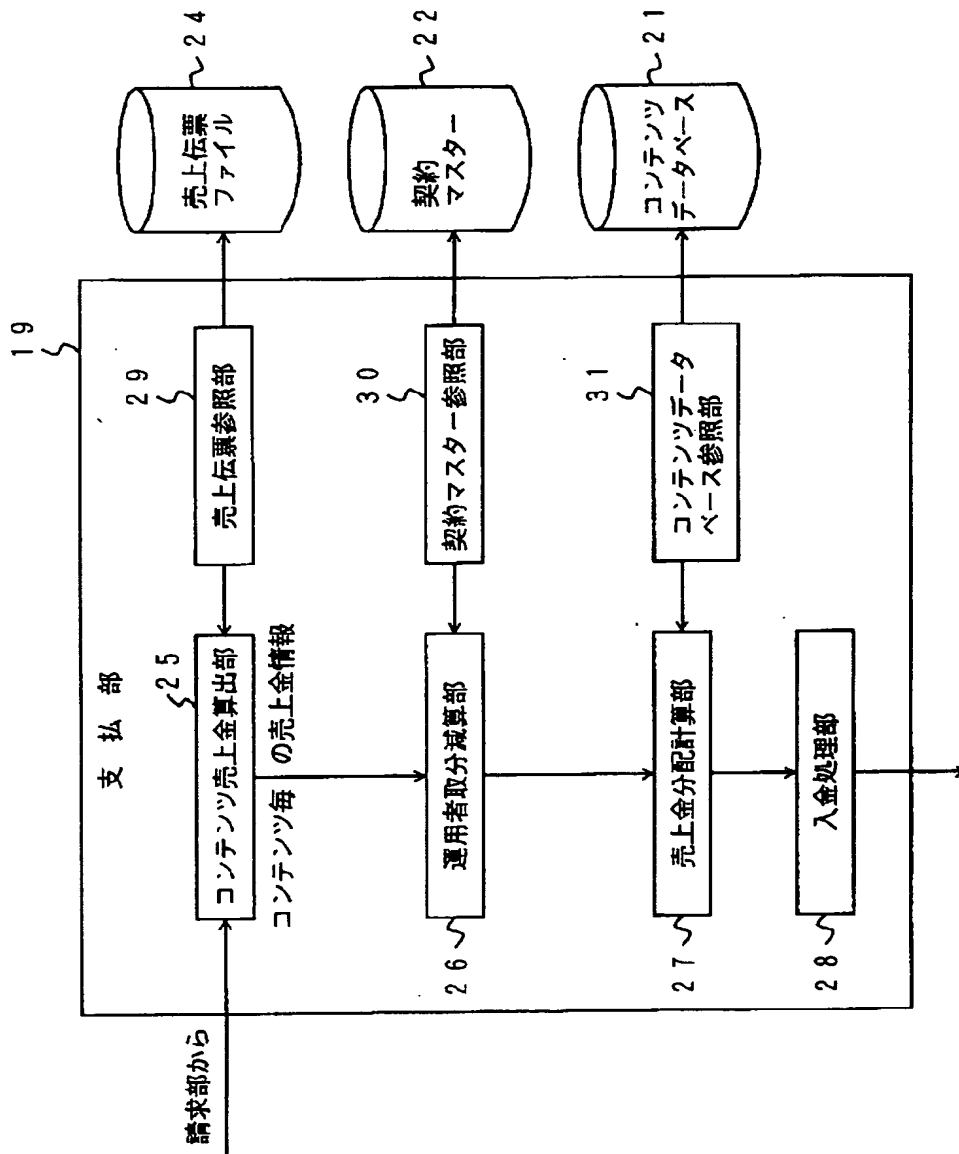 19
支払部
請求部から
25
コンテンツ売上金算出部
29
売上伝票参照部
24
売上伝票
ファイル
コンテンツ毎の売上金情報
26
運用者取分減算部
30
契約マスター参照部
22
契約
マスター
27
売上金分配計算部
31
コンテンツデータ
ベース参照部
21
コンテンツ
データベース
28
入金処理部